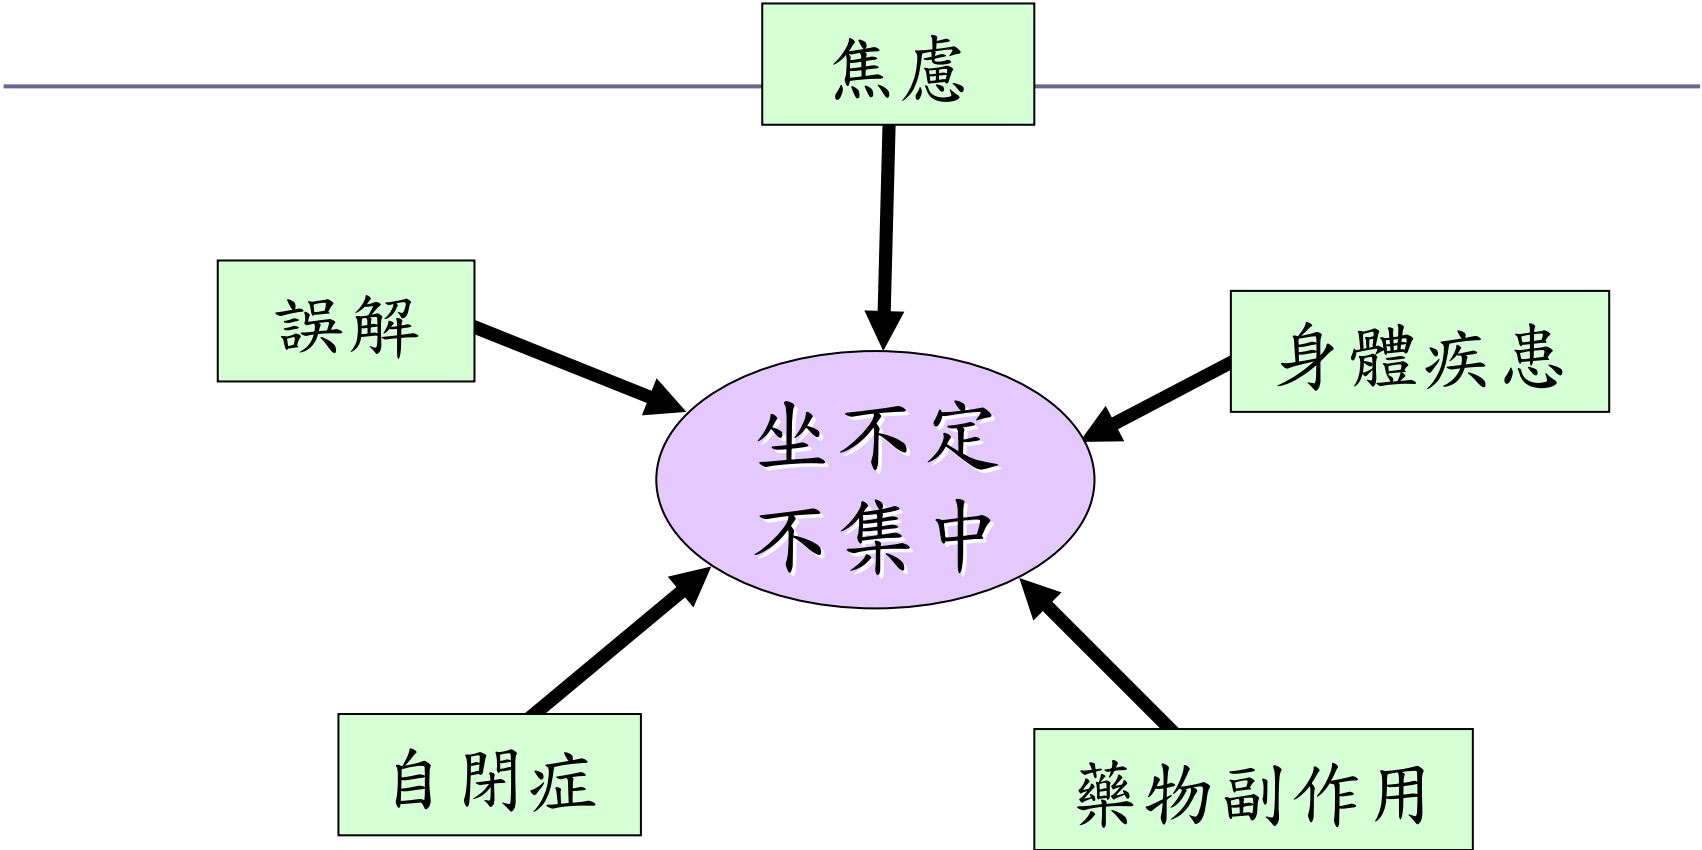 焦慮
誤解
身體疾患
坐不定
不集中
自閉症
藥物副作用